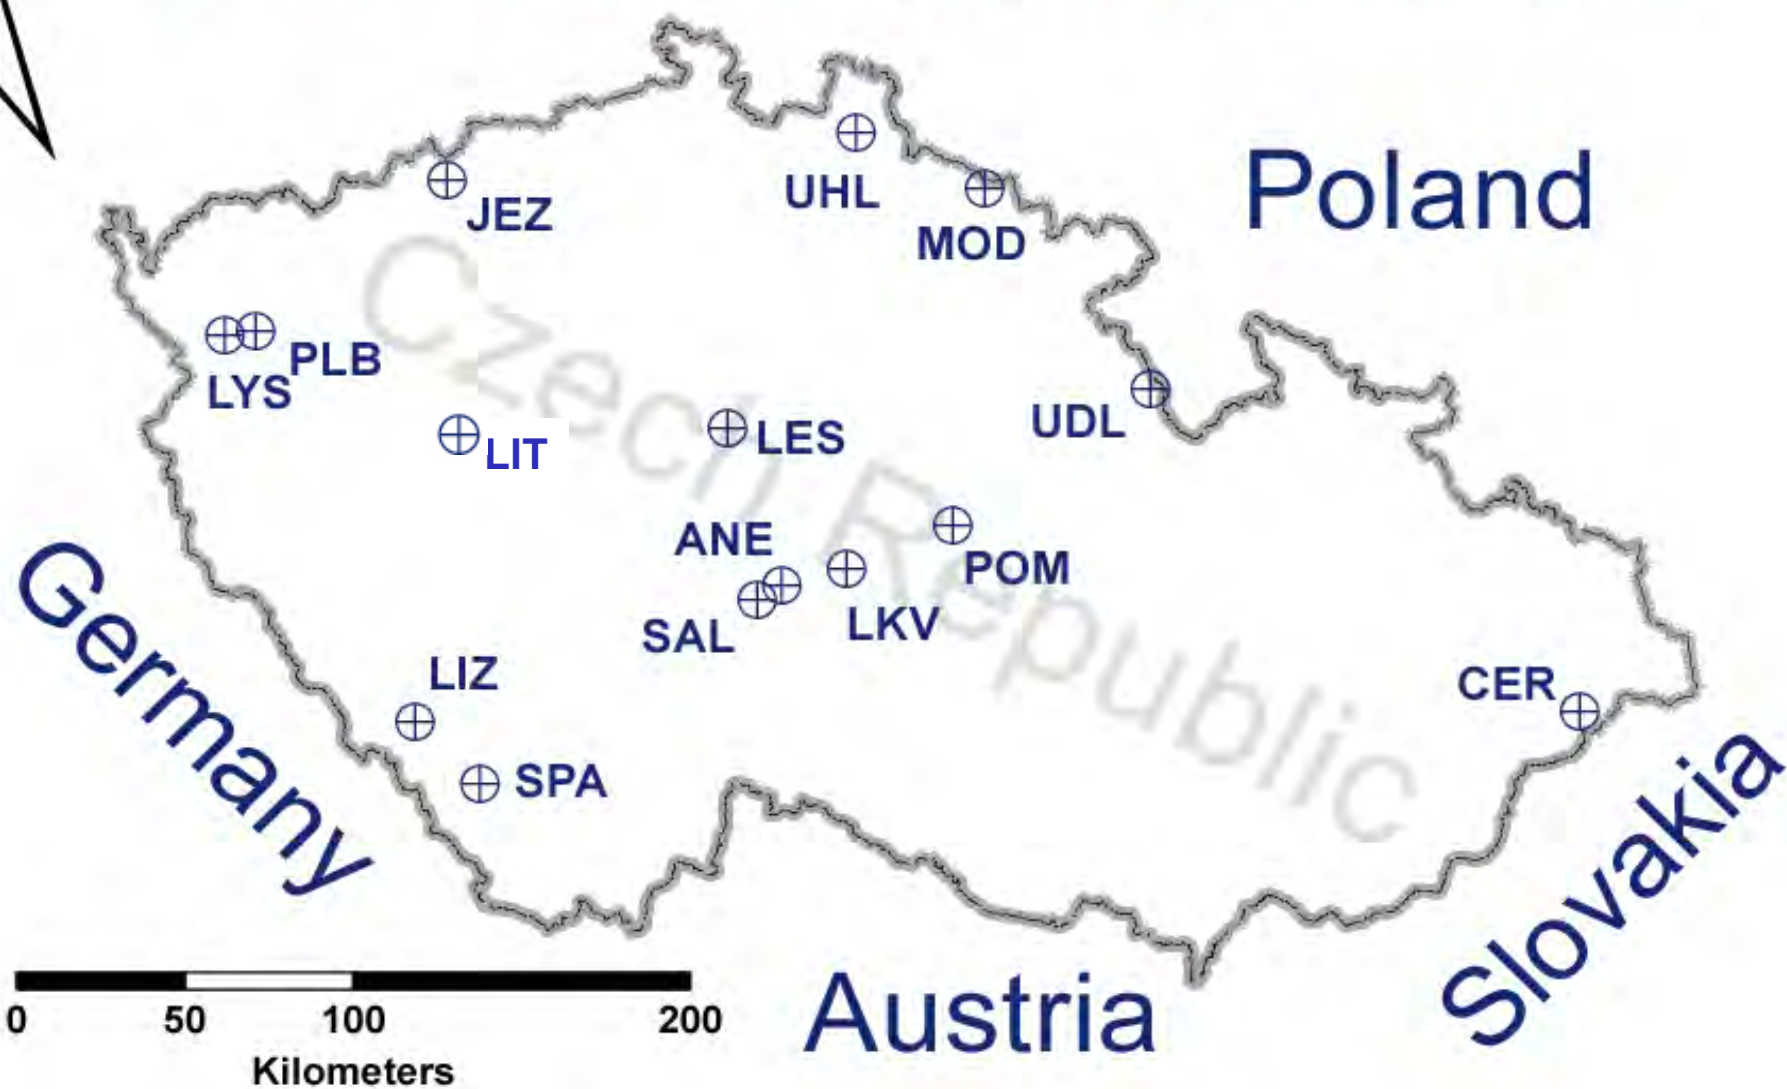 Poland
UHL
JEZ
MOD
Czech Republic
PLB
LYS
UDL
LES
LIT
ANE
POM
LKV
SAL
Germany
LIZ
CER
SPA
Slovakia
Austria
0 50 100 200
Kilometers